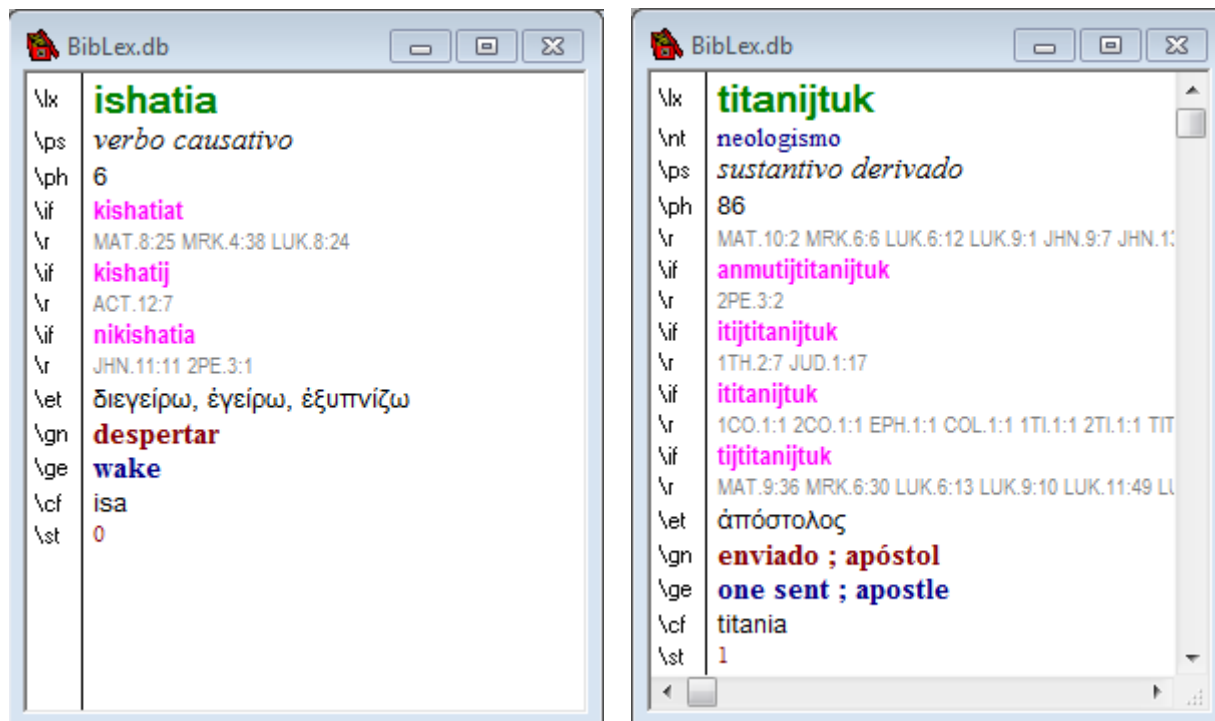 BibLex.db
\lx ishatia
\ps verbo causativo
\ph 6
\if kishatiat
\r MAT.8:25 MRK.4:38 LUK.8:24
\if kishatij
\r ACT.12:7
\if nikishatia
\r JHN.11:11 2PE.3:1
\et διεγείρω, ἐγείρω, ἐξυπνίζω
\gn despertar
\ge wake
\cf isa
\st 0
BibLex.db
\lx titanijtuk
\nt neologismo
\ps sustantivo derivado
\ph 86
\r MAT.10:2 MRK.6:6 LUK.6:12 LUK.9:1 JHN.9:7
\if anmutijtitanijtuk
\r 2PE.3:2
\if itijtitanijtuk
\r 1TH.2:7 JUD.1:17
\if ititanijtuk
\r 1CO.1:1 2CO.1:1 EPH.1:1 COL.1:1 1TI.1:1 2TI.1:1 TIT
\if tijtitanijtuk
\r MAT.9:36 MRK.6:30 LUK.6:13 LUK.9:10 LUK.11:49
\et ἀπόστολος
\gn enviado ; apóstol
\ge one sent ; apostle
\cf titania
\st 1